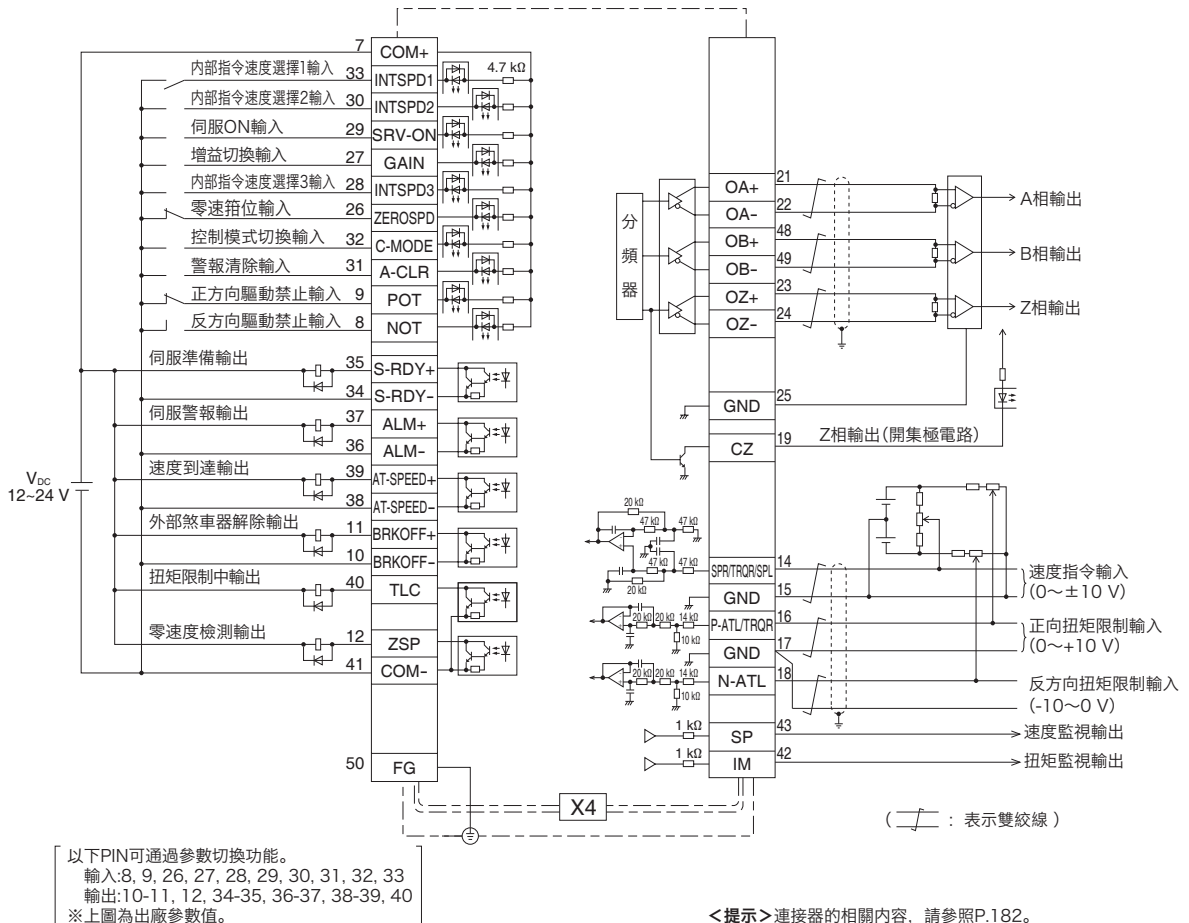 7 COM+
内部指令速度選擇1輸入 33 INTSPD1 4.7 kΩ
内部指令速度選擇2輸入 30 INTSPD2
伺服ON輸入 29 SRV-ON
增益切換輸入 27 GAIN
内部指令速度選擇3輸入 28 INTSPD3
零速箝位輸入 26 ZEROSPD
控制模式切換輸入 32 C-MODE
警報清除輸入 31 A-CLR
正方向驅動禁止輸入 9 POT
反方向驅動禁止輸入 8 NOT
伺服準備輸出 35 S-RDY+
34 S-RDY-
伺服警報輸出 37 ALM+
36 ALM-
速度到達輸出 39 AT-SPEED+
38 AT-SPEED-
外部煞車器解除輸出 11 BRKOFF+
10 BRKOFF-
扭矩限制中輸出 40 TLC
零速度檢測輸出 12 ZSP
41 COM-
50 FG
VDC
12~24 V
X4
分頻器
OA+ 21
OA- 22
A相輸出
OB+ 48
OB- 49
B相輸出
OZ+ 23
OZ- 24
Z相輸出
GND 25
CZ 19 Z相輸出(開集極電路)
20 kΩ
47 kΩ 47 kΩ
47 kΩ 47 kΩ
20 kΩ
SPR/TRQR/SPL 14
GND 15
速度指令輸入
(0～±10 V)
20 kΩ 20 kΩ 14 kΩ
10 kΩ
P-ATL/TRQR 16
GND 17
正向扭矩限制輸入
(0～+10 V)
20 kΩ 20 kΩ 14 kΩ
10 kΩ
N-ATL 18
反方向扭矩限制輸入
(-10～0 V)
1 kΩ SP 43 速度監視輸出
1 kΩ IM 42 扭矩監視輸出
( : 表示雙絞線 )
以下PIN可通過參數切換功能。
輸入:8, 9, 26, 27, 28, 29, 30, 31, 32, 33
輸出:10-11, 12, 34-35, 36-37, 38-39, 40
※上圖為出廠參數值。
<提示>連接器的相關内容，請參照P.182。